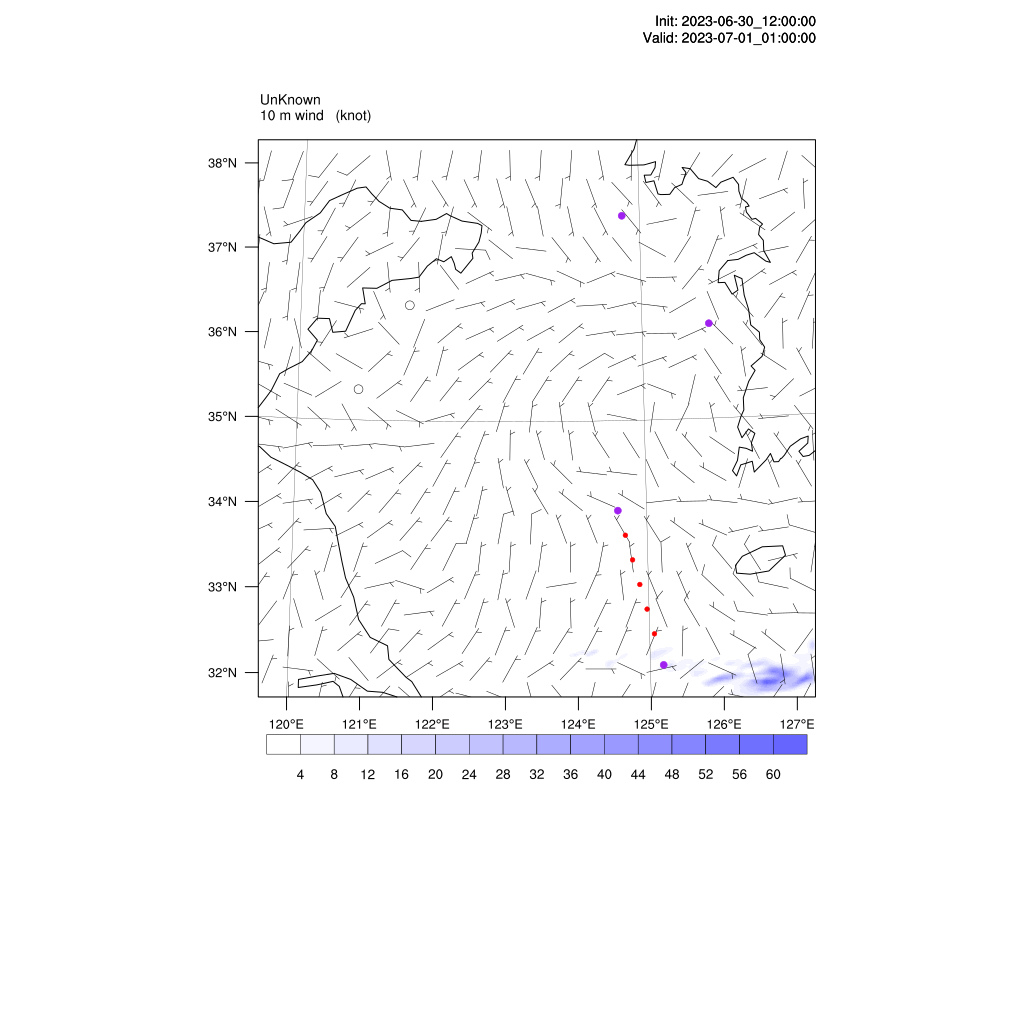 Init: 2023-06-30_12:00:00
Valid: 2023-07-01_01:00:00
UnKnown
10 m wind (knot)
38°N
37°N
36°N
35°N
34°N
33°N
32°N
120°E 121°E 122°E 123°E 124°E 125°E 126°E 127°E
4 8 12 16 20 24 28 32 36 40 44 48 52 56 60